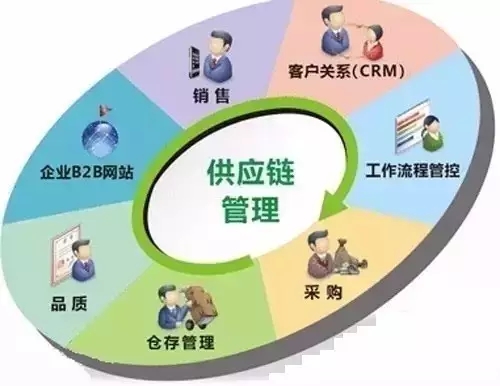 销售
客户关系(CRM)
企业B2B网站
供应链
管理
工作流程管控
品质
采购
仓存管理